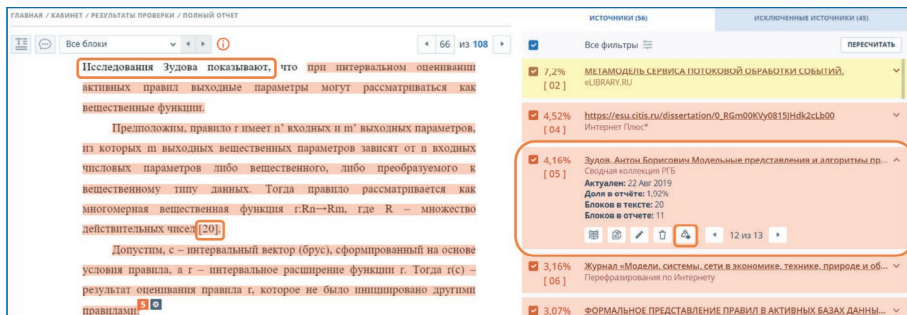 ГЛАВНАЯ / КАБИНЕТ / РЕЗУЛЬТАТЫ ПРОВЕРКИ / ПОЛНЫЙ ОТЧЕТ
Все блоки
66 из 108
Исследования Зудова показывают, что при интервальном оценивании
активных правил выходные параметры могут рассматриваться как
вещественные функции.
Предположим, правило r имеет n' входных и m' выходных параметров,
из которых m выходных вещественных параметров зависят от n входных
числовых параметров либо вещественного, либо преобразуемого к
вещественному типу данных. Тогда правило рассматривается как
многомерная вещественная функция r:Rn→Rm, где R – множество
действительных чисел [20].
Допустим, с – интервальный вектор (брус), сформированный на основе
условия правила, а r – интервальное расширение функции r. Тогда r(c) –
результат оценивания правила r, которое не было инициировано другими
правилами. 5
ИСТОЧНИКИ (56)
ИСКЛЮЧЕННЫЕ ИСТОЧНИКИ (45)
Все фильтры
ПЕРЕСЧИТАТЬ
7,2% МЕТАМОДЕЛЬ СЕРВИСА ПОТОКОВОЙ ОБРАБОТКИ СОБЫТИЙ.
[ 02 ] eLIBRARY.RU
4,52% https://esu.citis.ru/dissertation/0_RGm00KVy0815JHdk2cLb00
[ 04 ] Интернет Плюс*
4,16% Зудов, Антон Борисович Модельные представления и алгоритмы пр...
[ 05 ] Сводная коллекция РГБ
Актуален: 22 Авг 2019
Доля в отчёте: 1,92%
Блоков в тексте: 20
Блоков в отчете: 11
12 из 13
3,16% Журнал «Модели, системы, сети в экономике, технике, природе и об...
[ 06 ] Перефразирования по Интернету
3,07% ФОРМАЛЬНОЕ ПРЕДСТАВЛЕНИЕ ПРАВИЛ В АКТИВНЫХ БАЗАХ ДАННЫ...